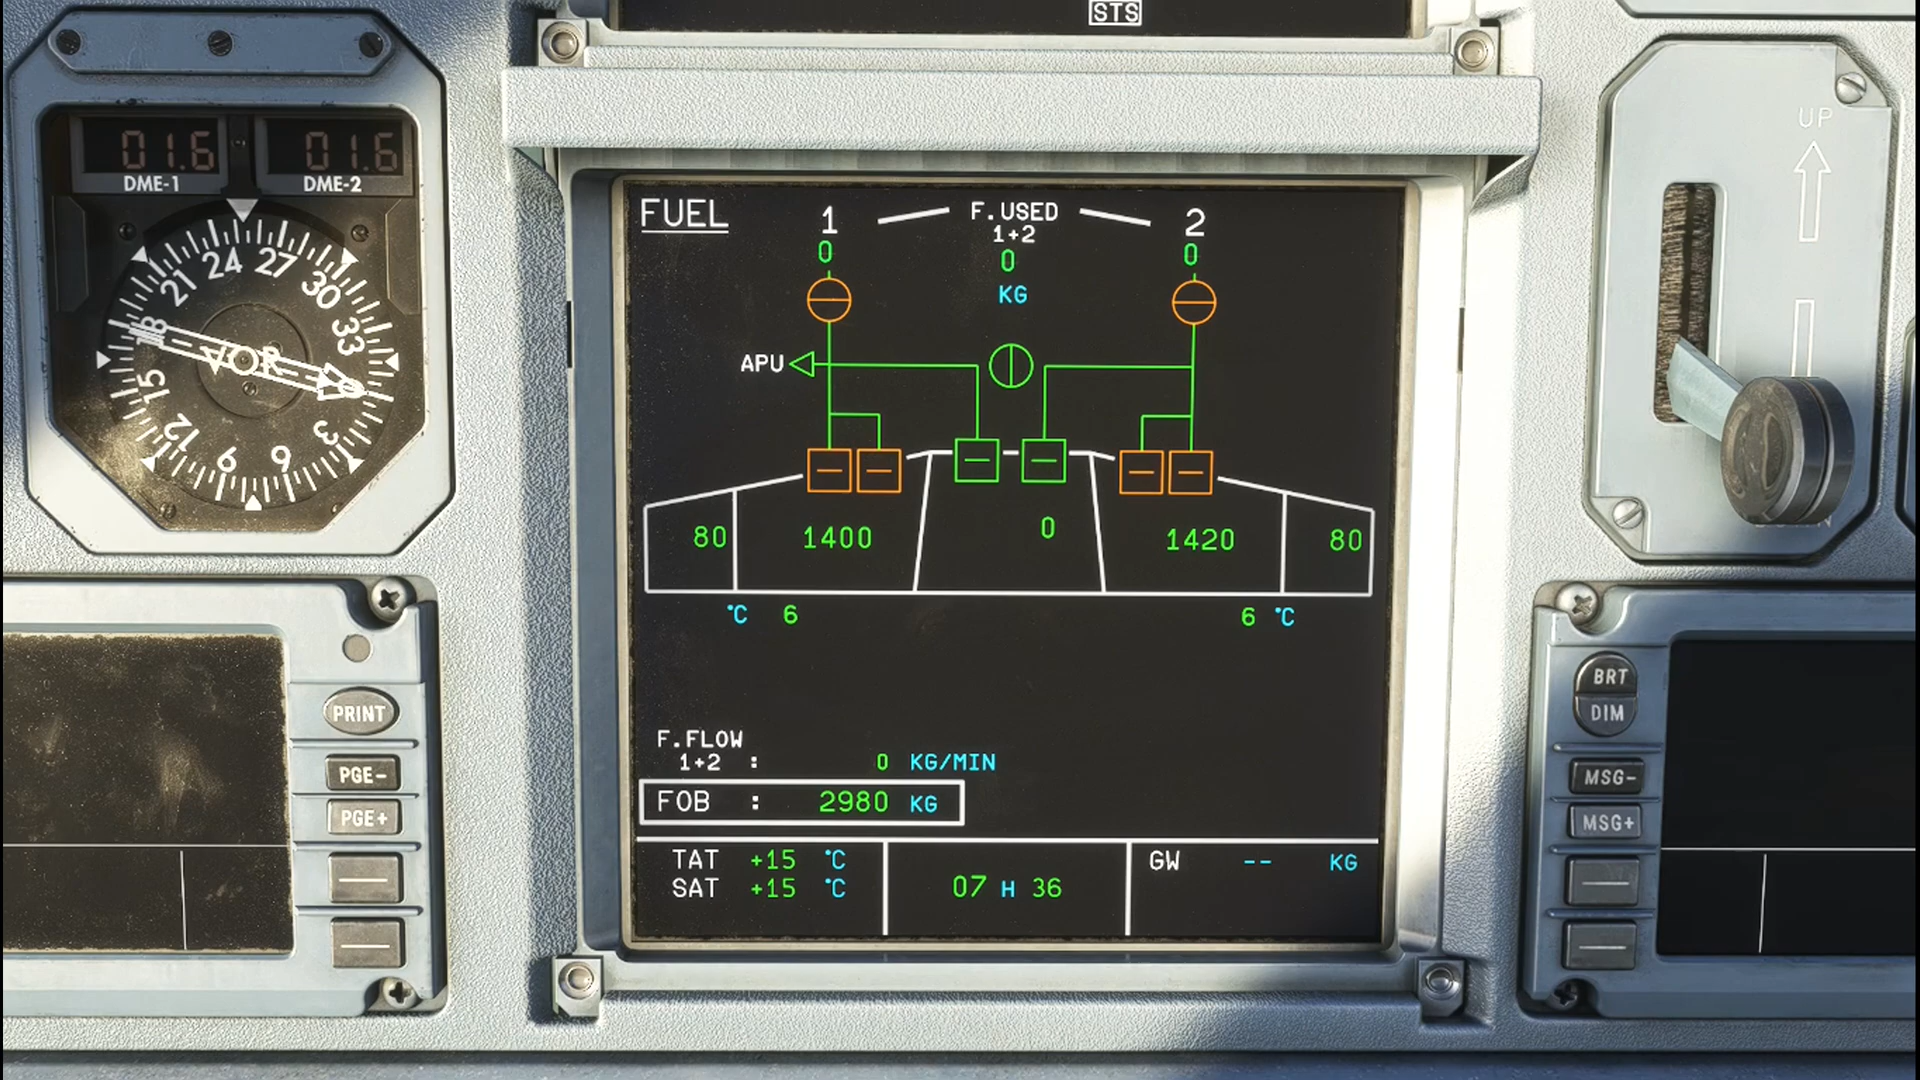 STS
UP
01.6 01.6
DME-1 DME-2
21 24 27 30 33 3 6 9 12 15 18
VOR
FUEL 1 F.USED 2
1+2
0 0 0
KG
APU
80 1400 0 1420 80
°C 6 6 °C
F.FLOW
1+2 : 0 KG/MIN
FOB : 2980 KG
TAT +15 °C GW -- KG
SAT +15 °C 07 H 36
PRINT
PGE-
PGE+
BRT
DIM
MSG-
MSG+